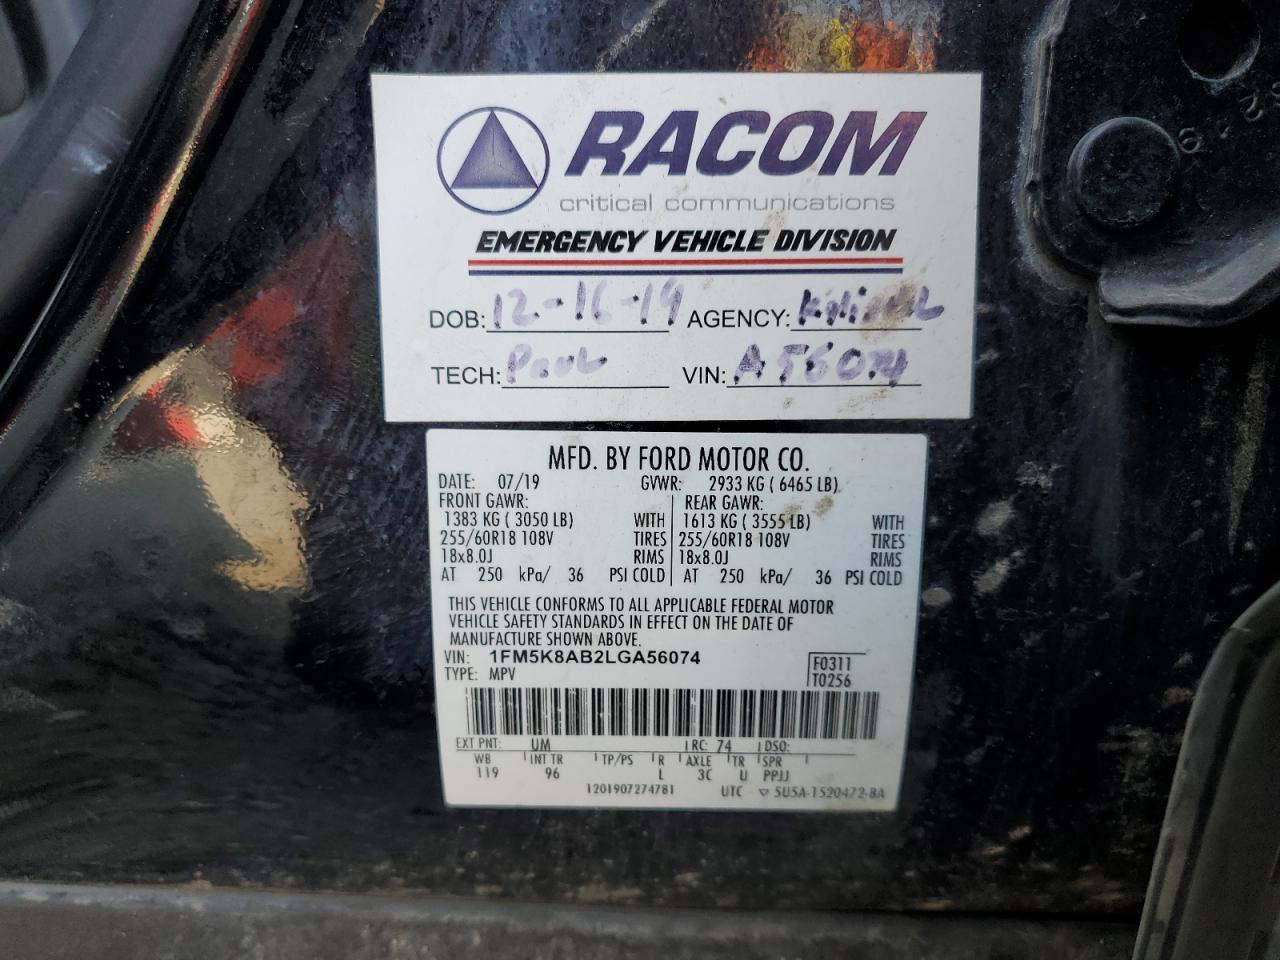 RACOM
critical communications
EMERGENCY VEHICLE DIVISION
DOB: 12-16-19 AGENCY:
TECH: Paul VIN: A56074
MFD. BY FORD MOTOR CO.
DATE: 07/19 GVWR: 2933 KG ( 6465 LB)
FRONT GAWR: REAR GAWR:
1383 KG ( 3050 LB) WITH 1613 KG ( 3555 LB) WITH
255/60R18 108V TIRES 255/60R18 108V TIRES
18x8.0J RIMS 18x8.0J RIMS
AT 250 kPa/ 36 PSI COLD AT 250 kPa/ 36 PSI COLD
THIS VEHICLE CONFORMS TO ALL APPLICABLE FEDERAL MOTOR
VEHICLE SAFETY STANDARDS IN EFFECT ON THE DATE OF
MANUFACTURE SHOWN ABOVE.
VIN: 1FM5K8AB2LGA56074 F0311
TYPE: MPV T0256
EXT PNT: UM RC: 74 DSO:
WB INT TR TP/PS R AXLE TR SPR
119 96 L 3C U PPJJ
1201907274781 UTC ▽ 5U5A-1520472-BA